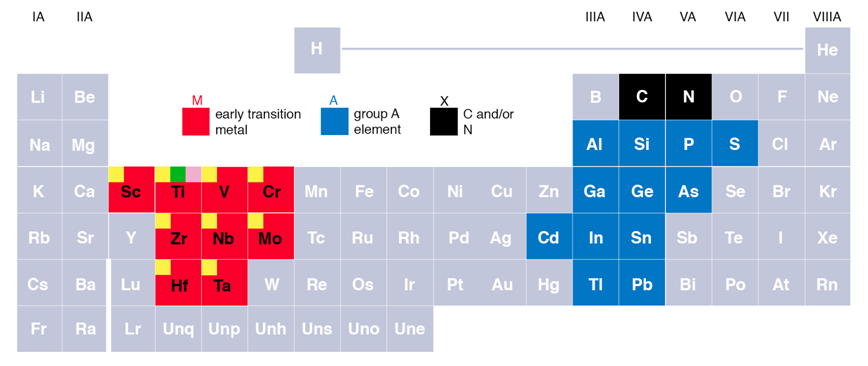 IA IIA IIIA IVA VA VIA VII VIIIA
H He
M A X
Li Be early transition metal group A element C and/or N B C N O F Ne
Na Mg Al Si P S Cl Ar
K Ca Sc Ti V Cr Mn Fe Co Ni Cu Zn Ga Ge As Se Br Kr
Rb Sr Y Zr Nb Mo Tc Ru Rh Pd Ag Cd In Sn Sb Te I Xe
Cs Ba Lu Hf Ta W Re Os Ir Pt Au Hg Tl Pb Bi Po At Rn
Fr Ra Lr Unq Unp Unh Uns Uno Une